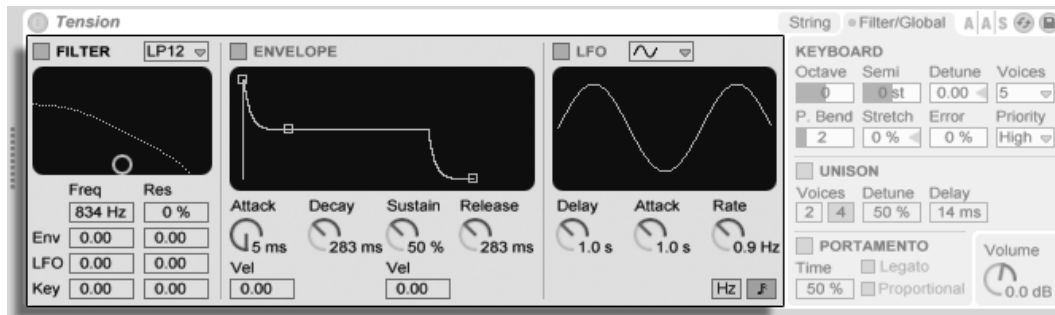 Tension
String Filter/Global A A S
FILTER LP12
Freq Res
834 Hz 0 %
Env 0.00 0.00
LFO 0.00 0.00
Key 0.00 0.00
ENVELOPE
Attack Decay Sustain Release
5 ms 283 ms 50 % 283 ms
Vel Vel
0.00 0.00
LFO
Delay Attack Rate
1.0 s 1.0 s 0.9 Hz
Hz
KEYBOARD
Octave Semi Detune Voices
0 0 st 0.00 5
P. Bend Stretch Error Priority
2 0 % 0 % High
UNISON
Voices Detune Delay
2 4 50 % 14 ms
PORTAMENTO
Time Legato
50 % Proportional
Volume
0.0 dB